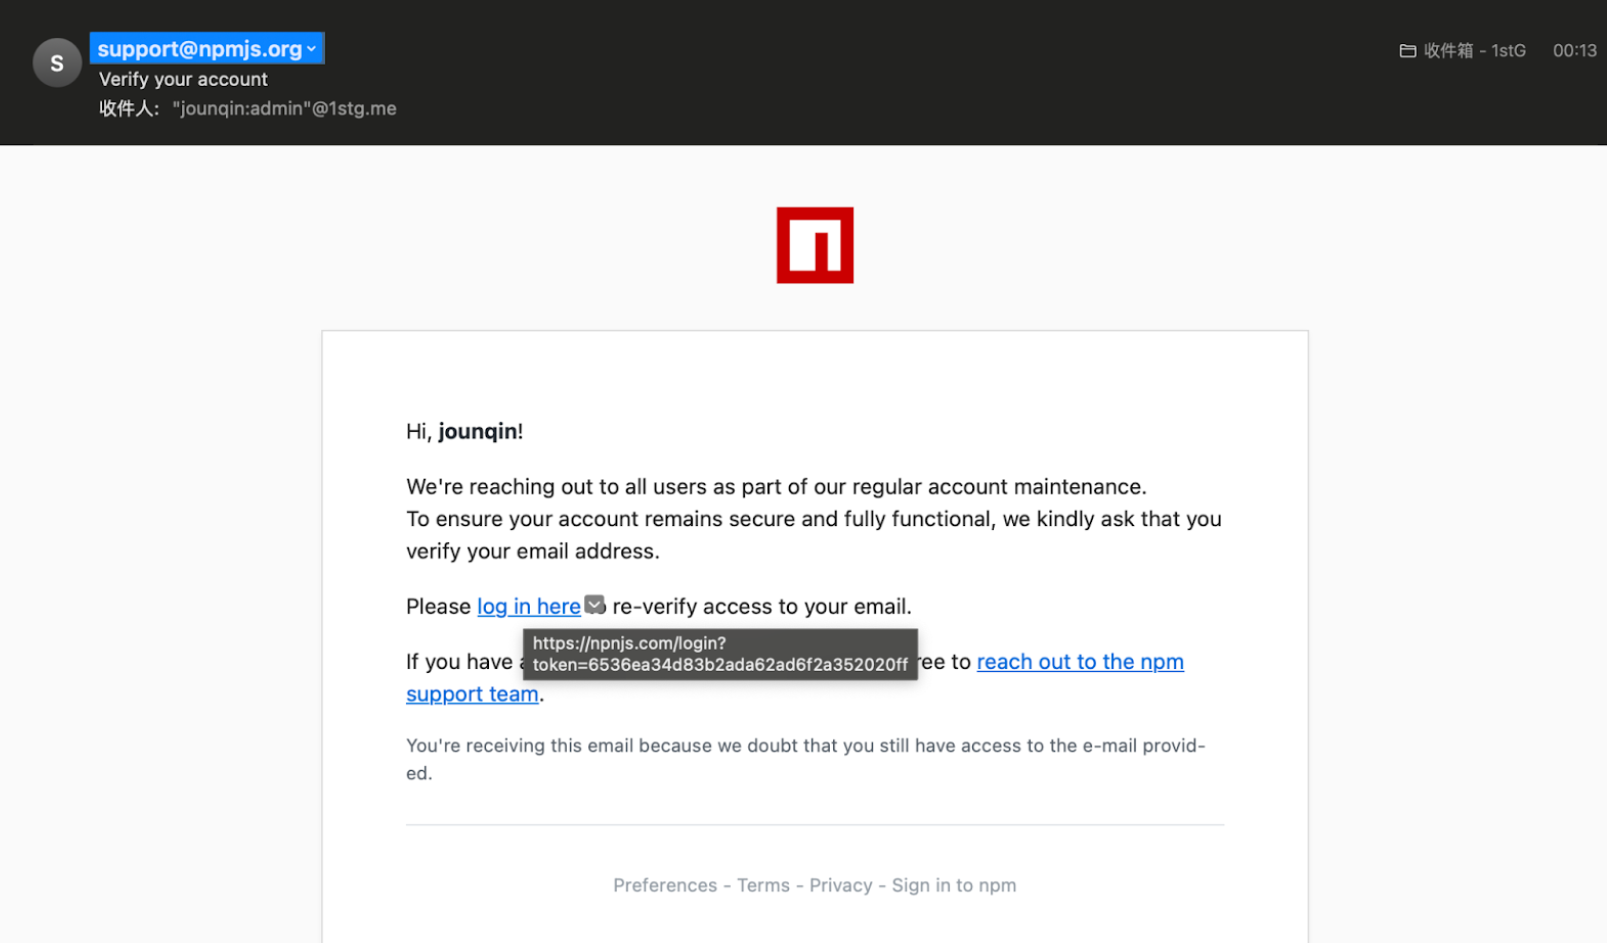 S
support@npmjs.org
收件箱 - 1stG 00:13
Verify your account
收件人： "jounqin:admin"@1stg.me
Hi, jounqin!
We're reaching out to all users as part of our regular account maintenance.
To ensure your account remains secure and fully functional, we kindly ask that you
verify your email address.
Please log in here re-verify access to your email.
https://npnjs.com/login?
token=6536ea34d83b2ada62ad6f2a352020ff
If you have to reach out to the npm
support team.
You're receiving this email because we doubt that you still have access to the e-mail provid-
ed.
Preferences - Terms - Privacy - Sign in to npm